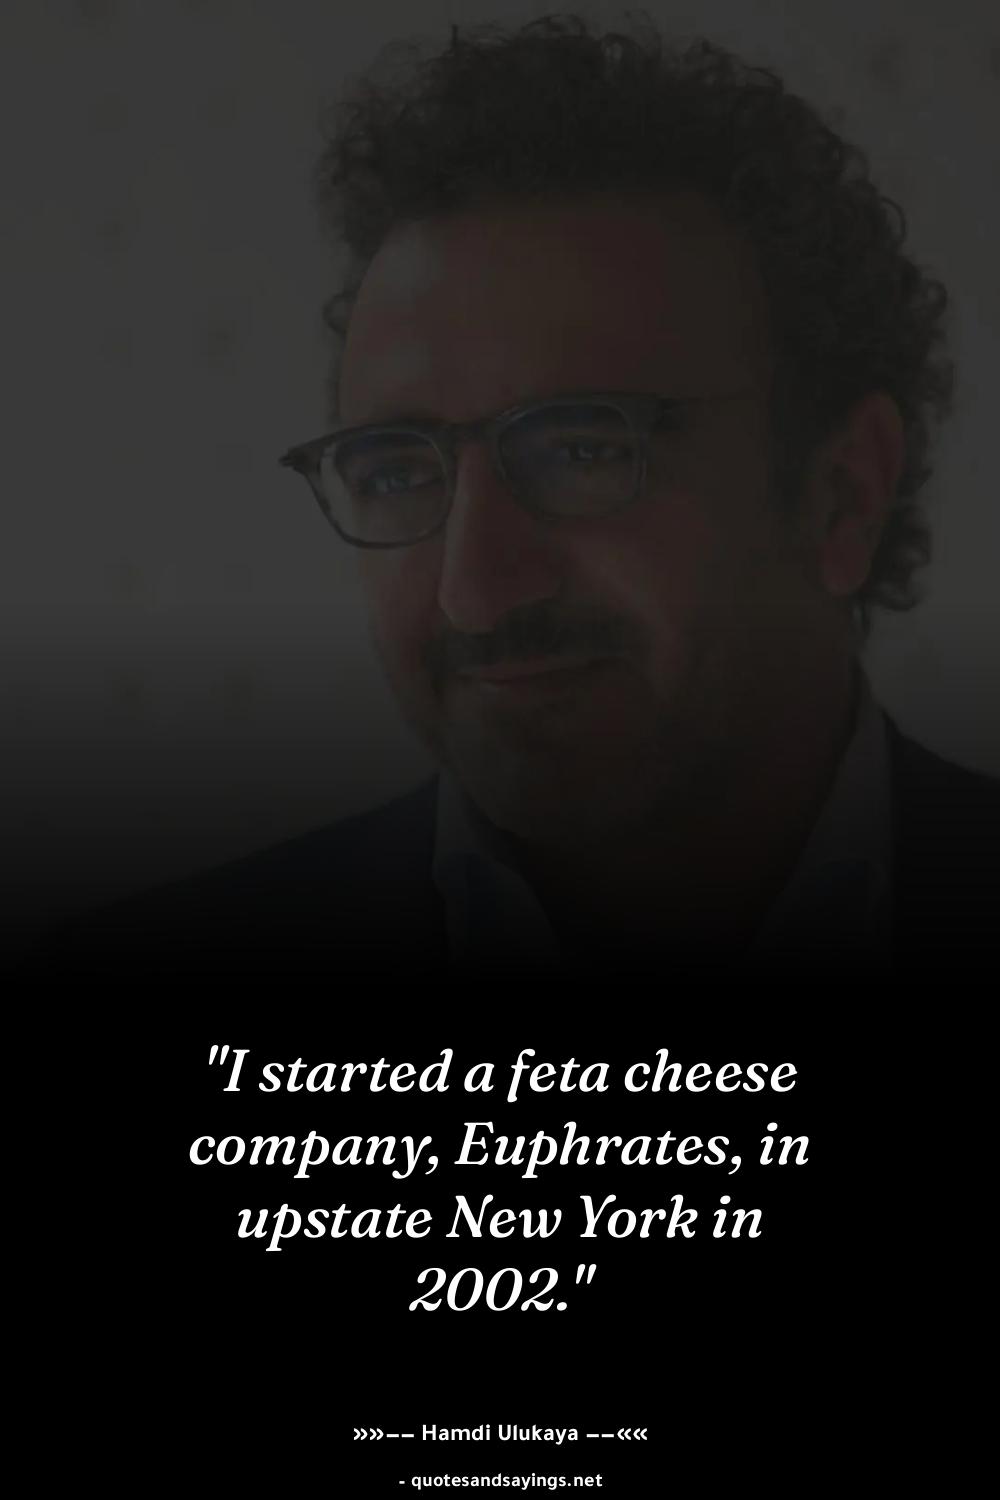 "I started a feta cheese
company, Euphrates, in
upstate New York in
2002."
»»−− Hamdi Ulukaya −−««
- quotesandsayings.net